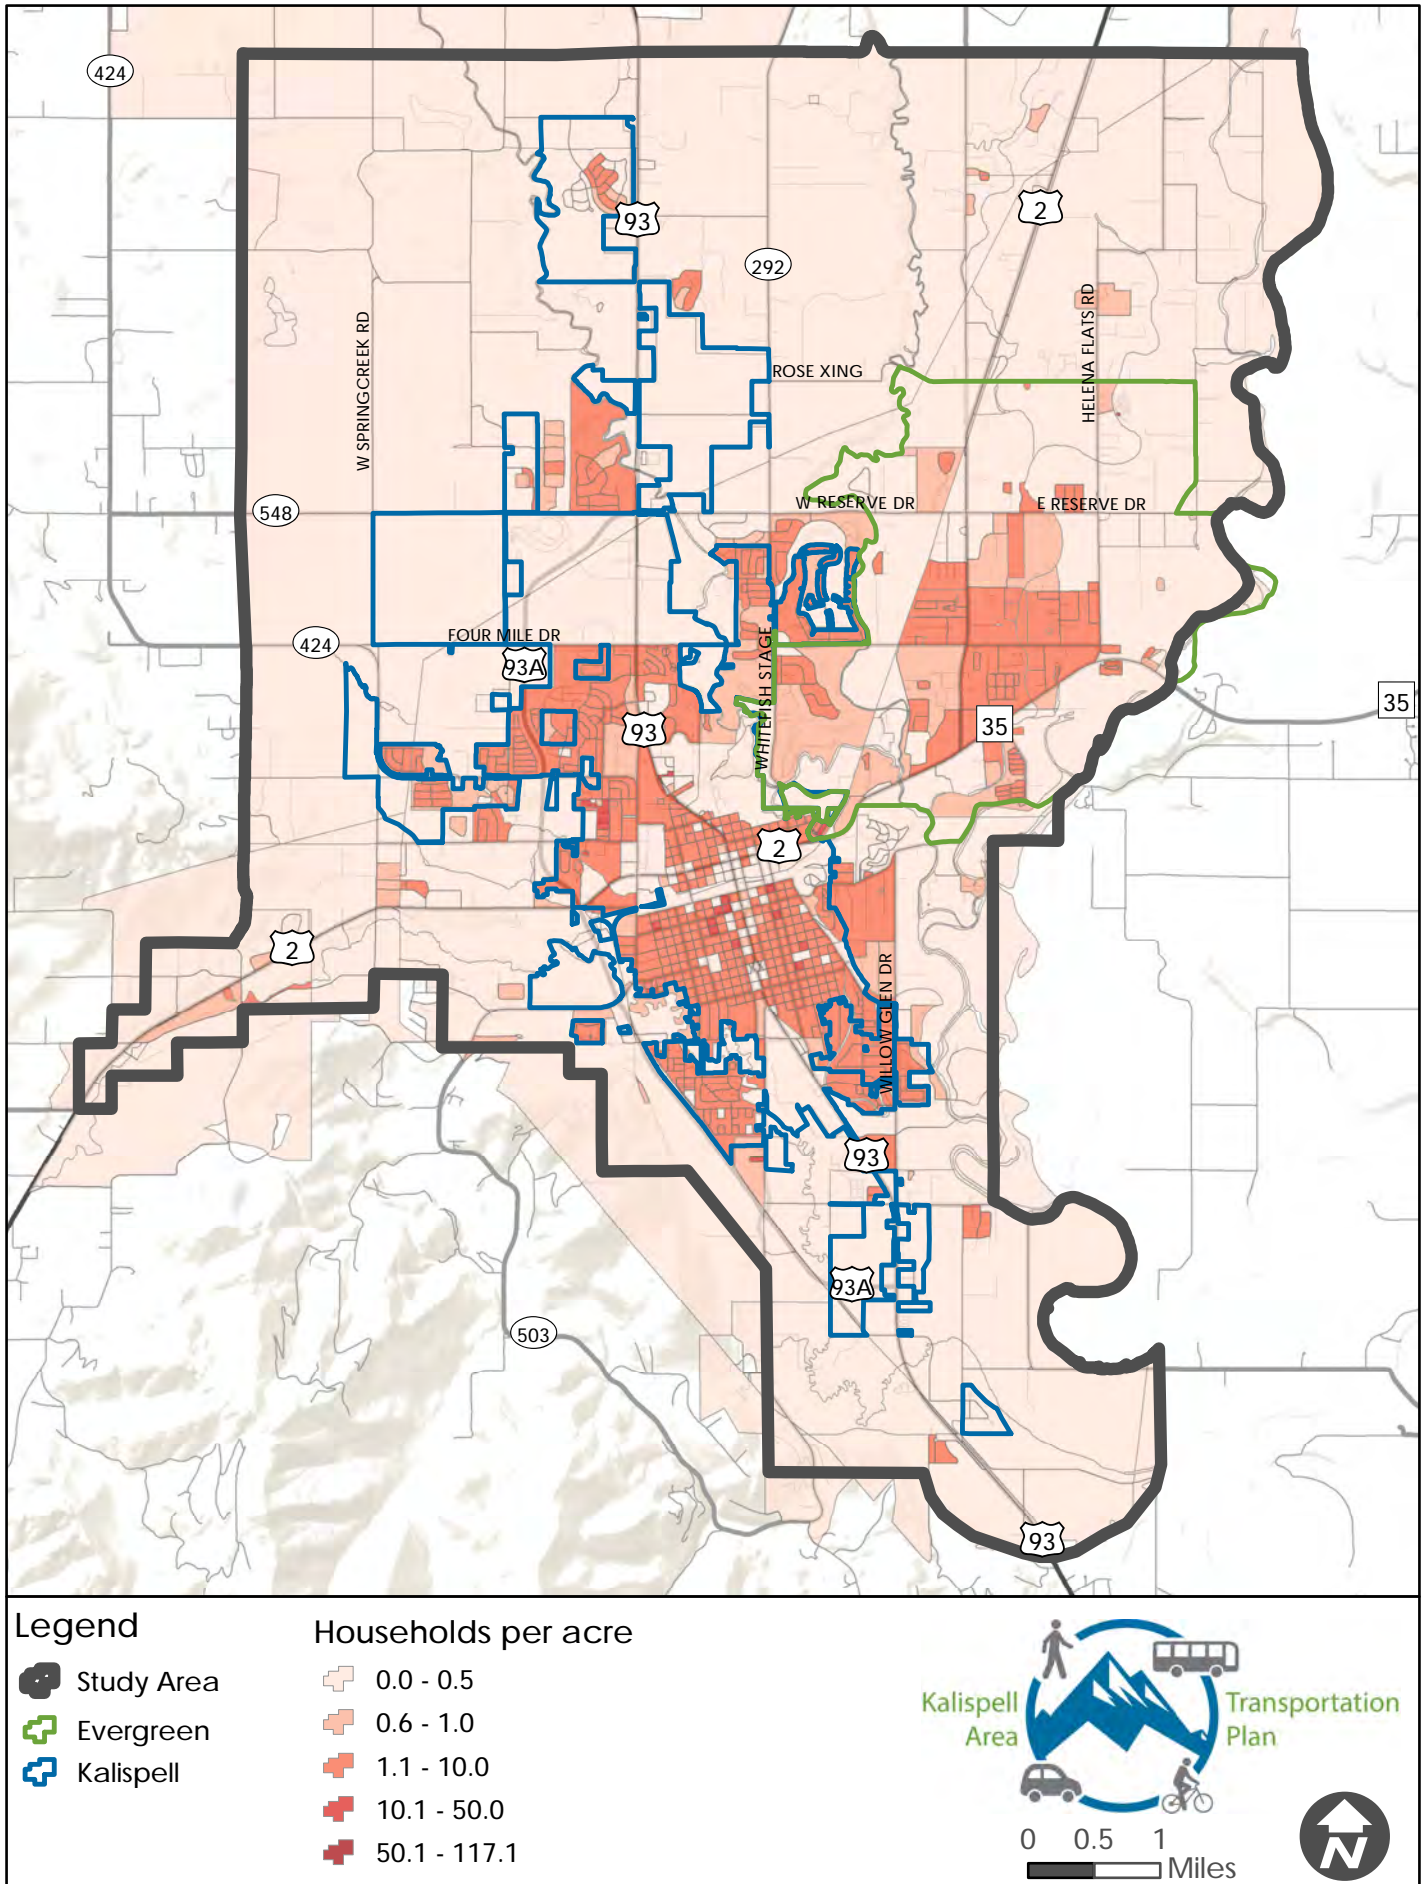 424
93
2
292
W SPRINGCREEK RD
HELENA FLATS RD
ROSE XING
W RESERVE DR
E RESERVE DR
548
424
FOUR MILE DR
93A
WHITEFISH STAGE
93
35
35
2
2
WILLOW GLEN DR
93
93A
503
93
Legend
Study Area
Evergreen
Kalispell
Households per acre
0.0 - 0.5
0.6 - 1.0
1.1 - 10.0
10.1 - 50.0
50.1 - 117.1
Kalispell
Area
Transportation
Plan
0 0.5 1
Miles
N